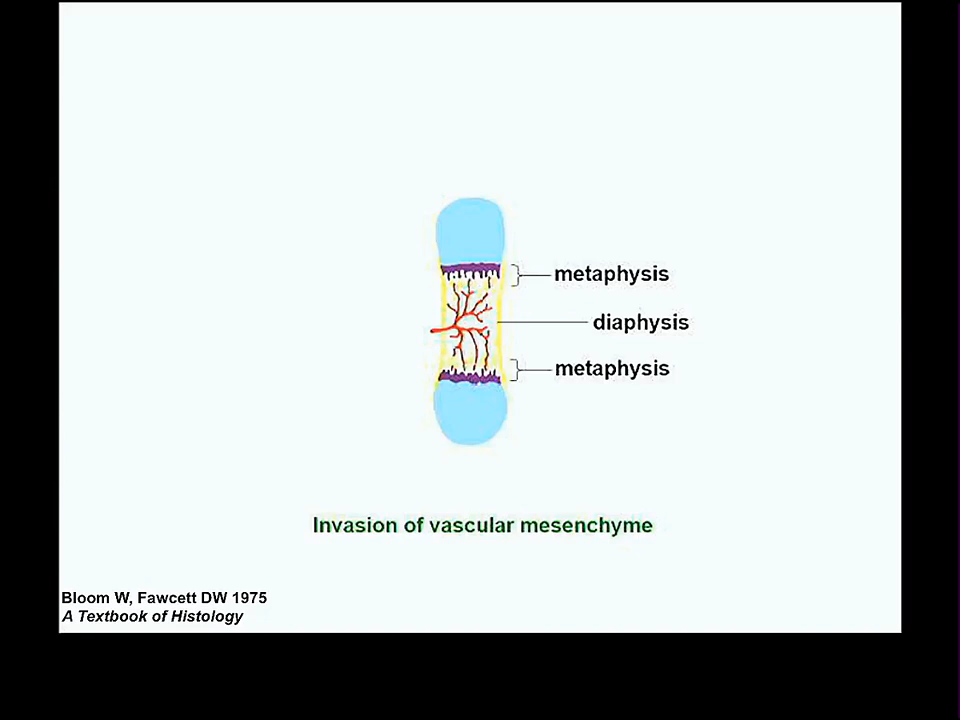 metaphysis
diaphysis
metaphysis
Invasion of vascular mesenchyme
Bloom W, Fawcett DW 1975
A Textbook of Histology